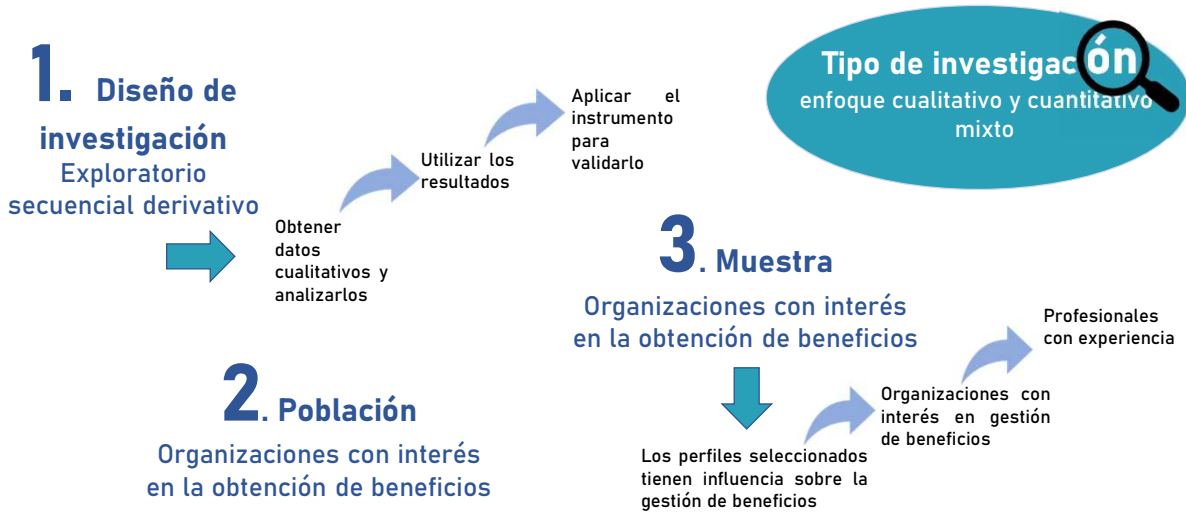 1. Diseño de
investigación
Exploratorio
secuencial derivativo
Obtener
datos
cualitativos y
analizarlos
Utilizar los
resultados
Aplicar el
instrumento
para
validarlo
Tipo de investigación
enfoque cualitativo y cuantitativo
mixto
2. Población
Organizaciones con interés
en la obtención de beneficios
3. Muestra
Organizaciones con interés
en la obtención de beneficios
Los perfiles seleccionados
tienen influencia sobre la
gestión de beneficios
Organizaciones con
interés en gestión
de beneficios
Profesionales
con experiencia